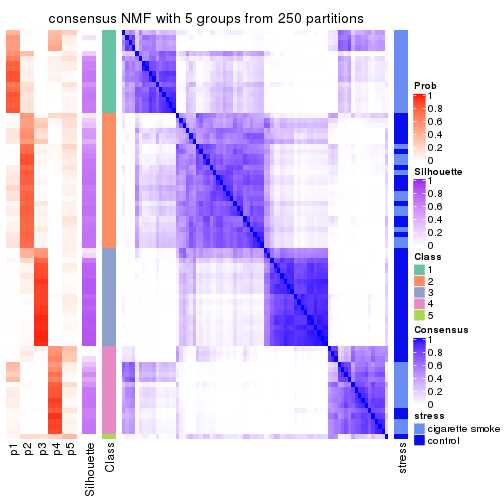 consensus NMF with 5 groups from 250 partitions
Prob
1
0.8
0.6
0.4
0.2
0
Silhouette
1
0.8
0.6
0.4
0.2
0
Class
1
2
3
4
5
Consensus
1
0.8
0.6
0.4
0.2
0
stress
cigarette smoke
control
p1
p2
p3
p4
p5
Silhouette
Class
stress